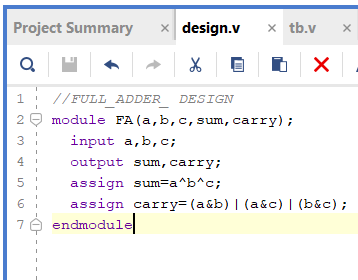 Project Summary × design.v × tb.v ×
1 //FULL_ADDER_ DESIGN
2 module FA(a,b,c,sum,carry);
3 input a,b,c;
4 output sum,carry;
5 assign sum=a^b^c;
6 assign carry=(a&b)|(a&c)|(b&c);
7 endmodule